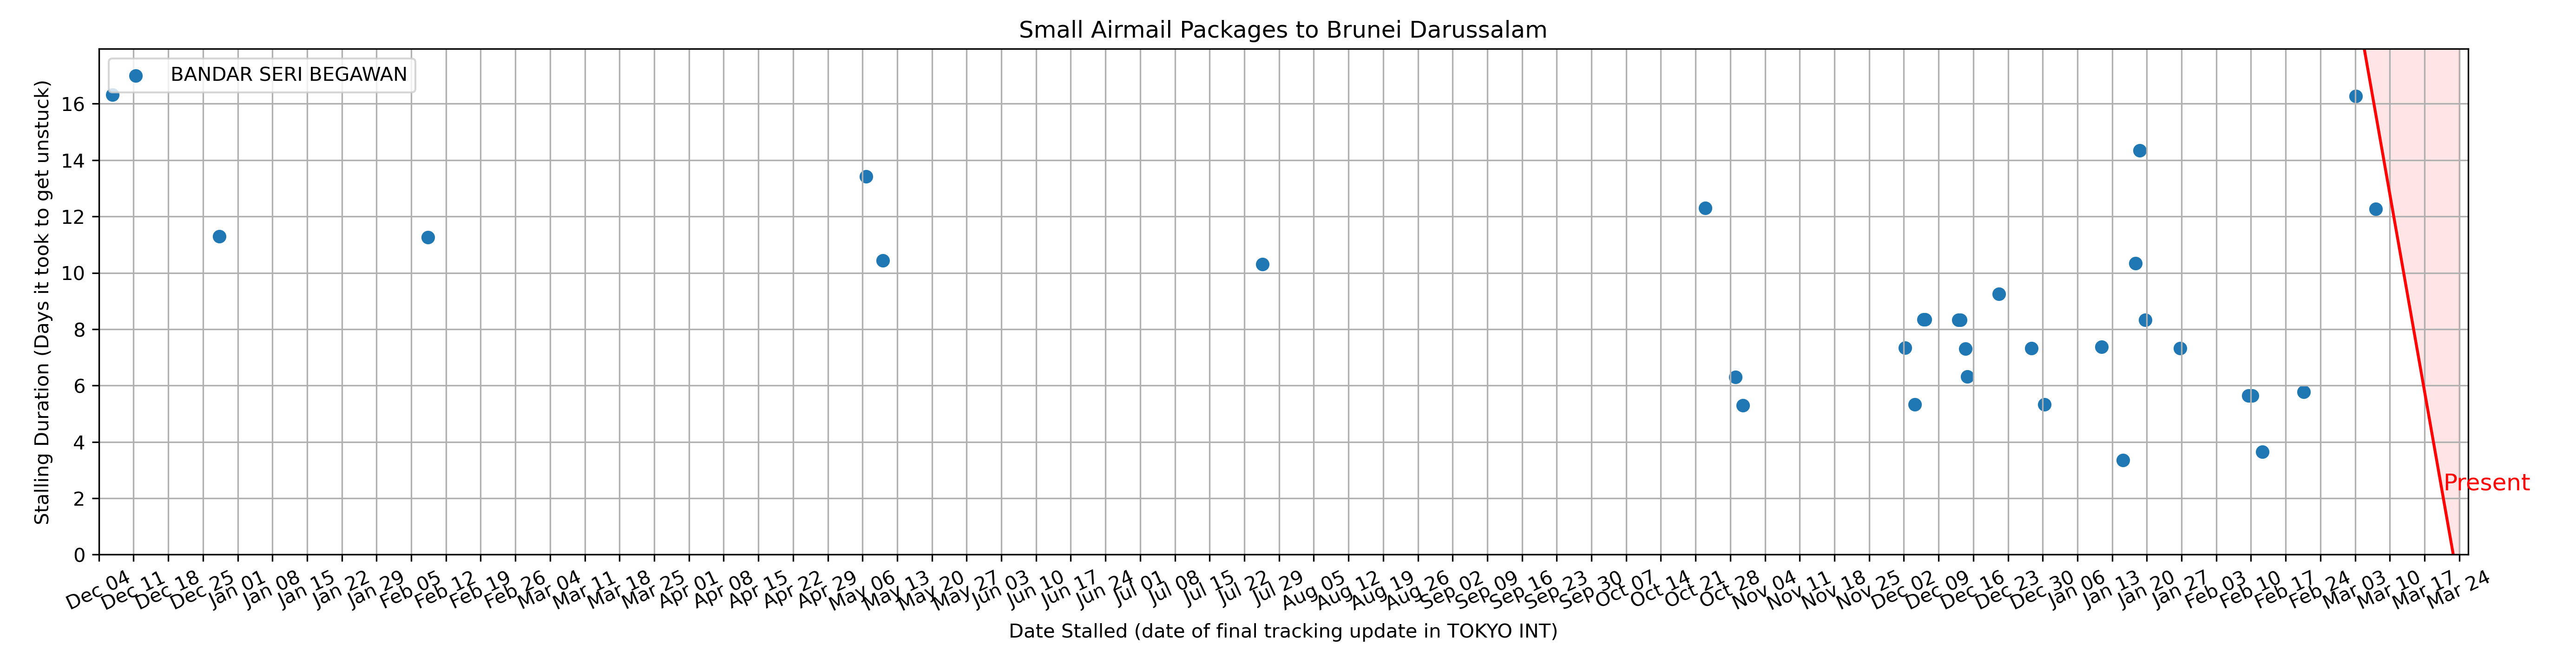 Small Airmail Packages to Brunei Darussalam
BANDAR SERI BEGAWAN
Stalling Duration (Days it took to get unstuck)
16
14
12
10
8
6
4
2
0
Present
Dec 04 Dec 11 Dec 18 Dec 25 Jan 01 Jan 08 Jan 15 Jan 22 Jan 29 Feb 05 Feb 12 Feb 19 Feb 26 Mar 04 Mar 11 Mar 18 Mar 25 Apr 01 Apr 08 Apr 15 Apr 22 Apr 29 May 06 May 13 May 20 May 27 Jun 03 Jun 10 Jun 17 Jun 24 Jul 01 Jul 08 Jul 15 Jul 22 Jul 29 Aug 05 Aug 12 Aug 19 Aug 26 Sep 02 Sep 09 Sep 16 Sep 23 Sep 30 Oct 07 Oct 14 Oct 21 Oct 28 Nov 04 Nov 11 Nov 18 Nov 25 Dec 02 Dec 09 Dec 16 Dec 23 Dec 30 Jan 06 Jan 13 Jan 20 Jan 27 Feb 03 Feb 10 Feb 17 Feb 24 Mar 03 Mar 10 Mar 17 Mar 24
Date Stalled (date of final tracking update in TOKYO INT)